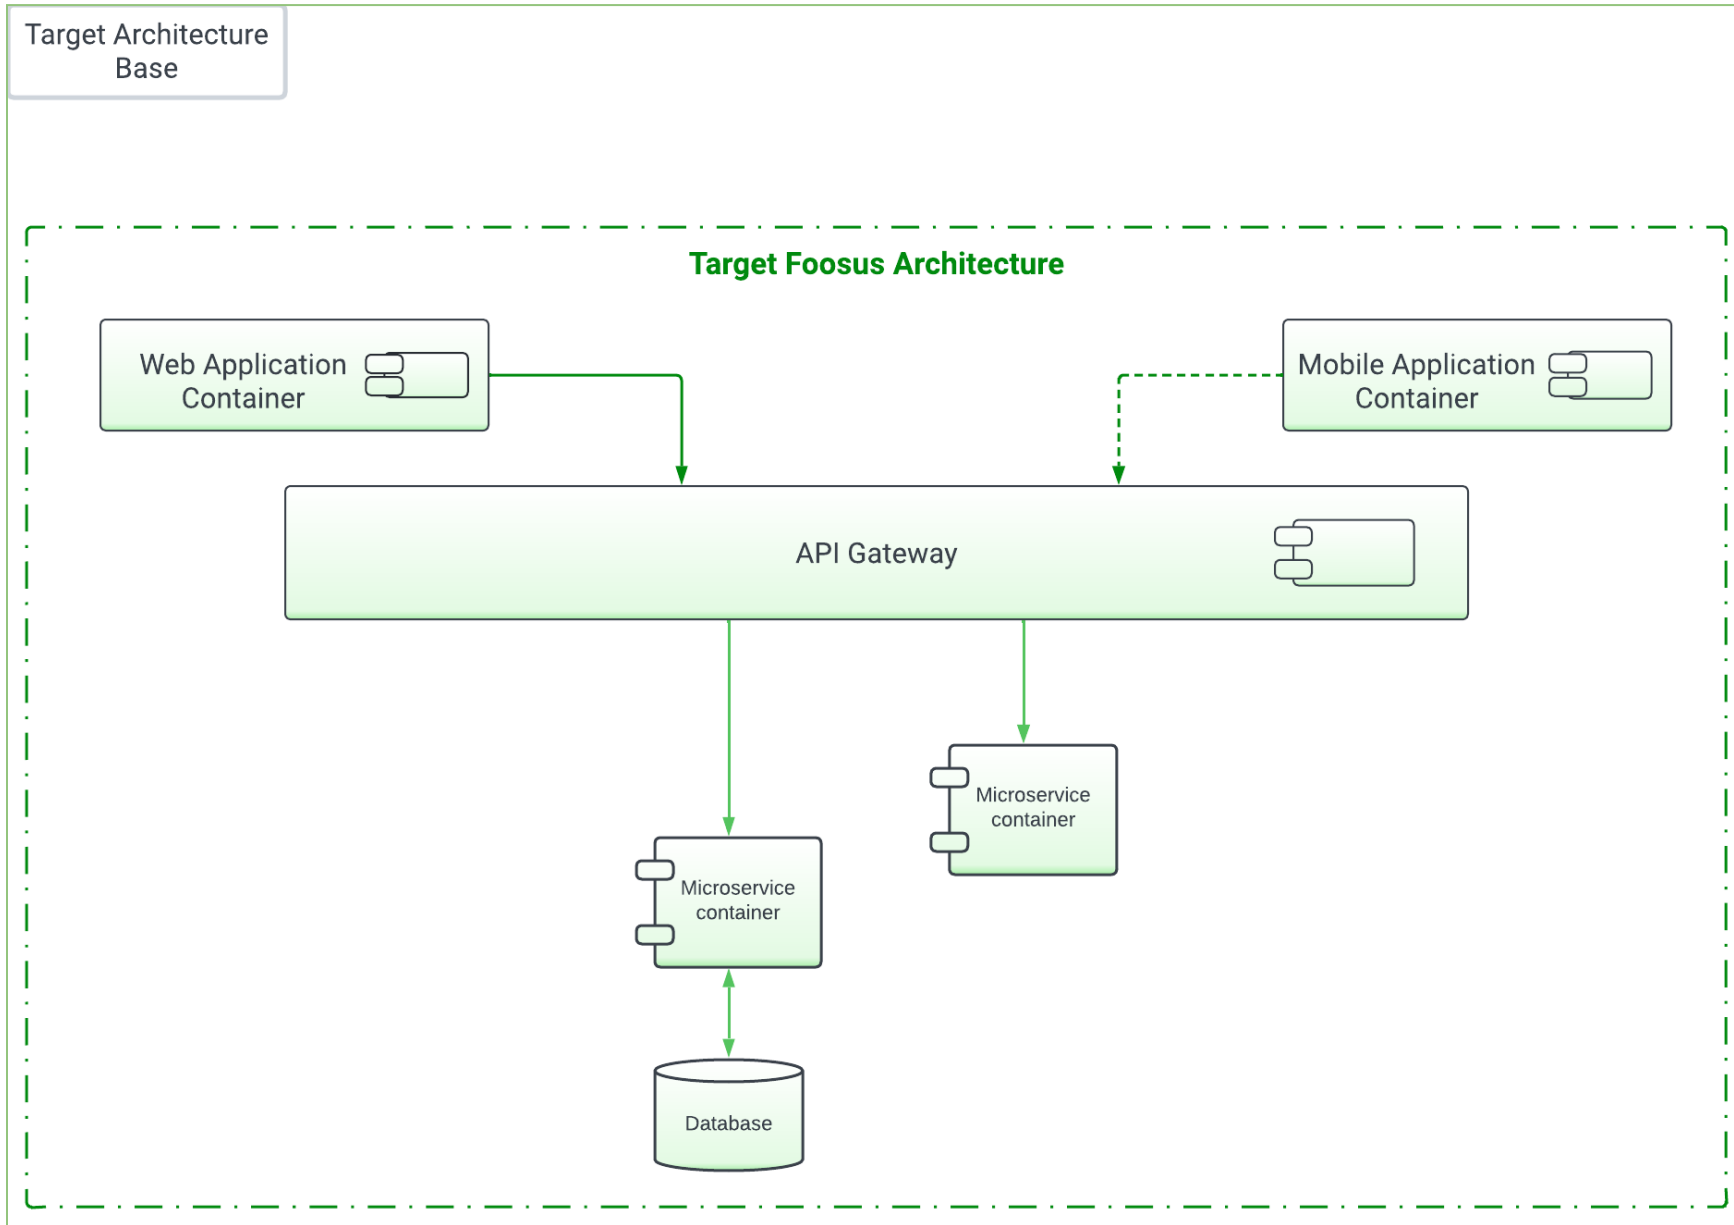 Target Architecture
Base
Target Foosus Architecture
Web Application
Container
Mobile Application
Container
API Gateway
Microservice
container
Microservice
container
Database